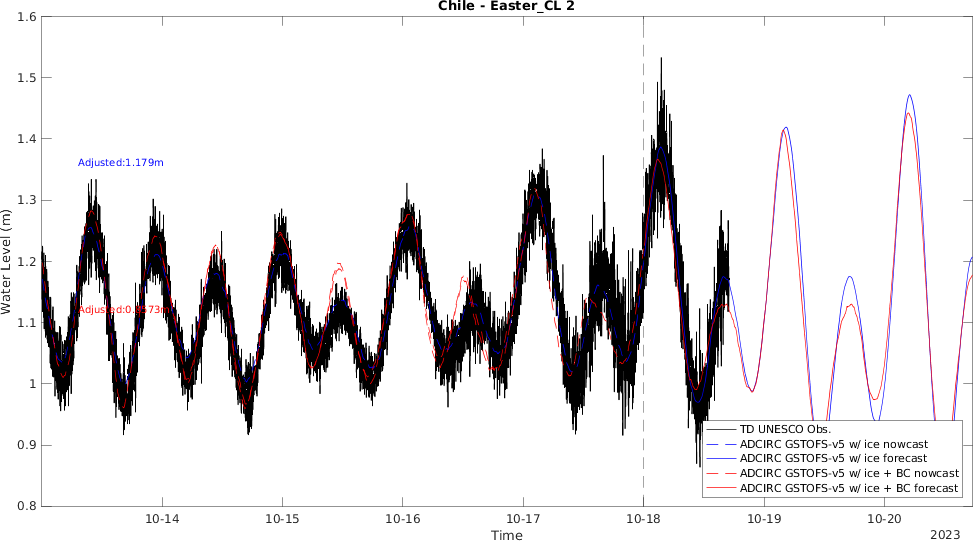 Chile - Easter_CL 2
Water Level (m)
1.6
1.5
1.4
1.3
1.2
1.1
1
0.9
0.8
Adjusted:1.179m
TD UNESCO Obs.
ADCIRC GSTOFS-v5 w/ ice nowcast
ADCIRC GSTOFS-v5 w/ ice forecast
ADCIRC GSTOFS-v5 w/ ice + BC nowcast
ADCIRC GSTOFS-v5 w/ ice + BC forecast
10-14
10-15
10-16
10-17
10-18
10-19
10-20
Time
2023